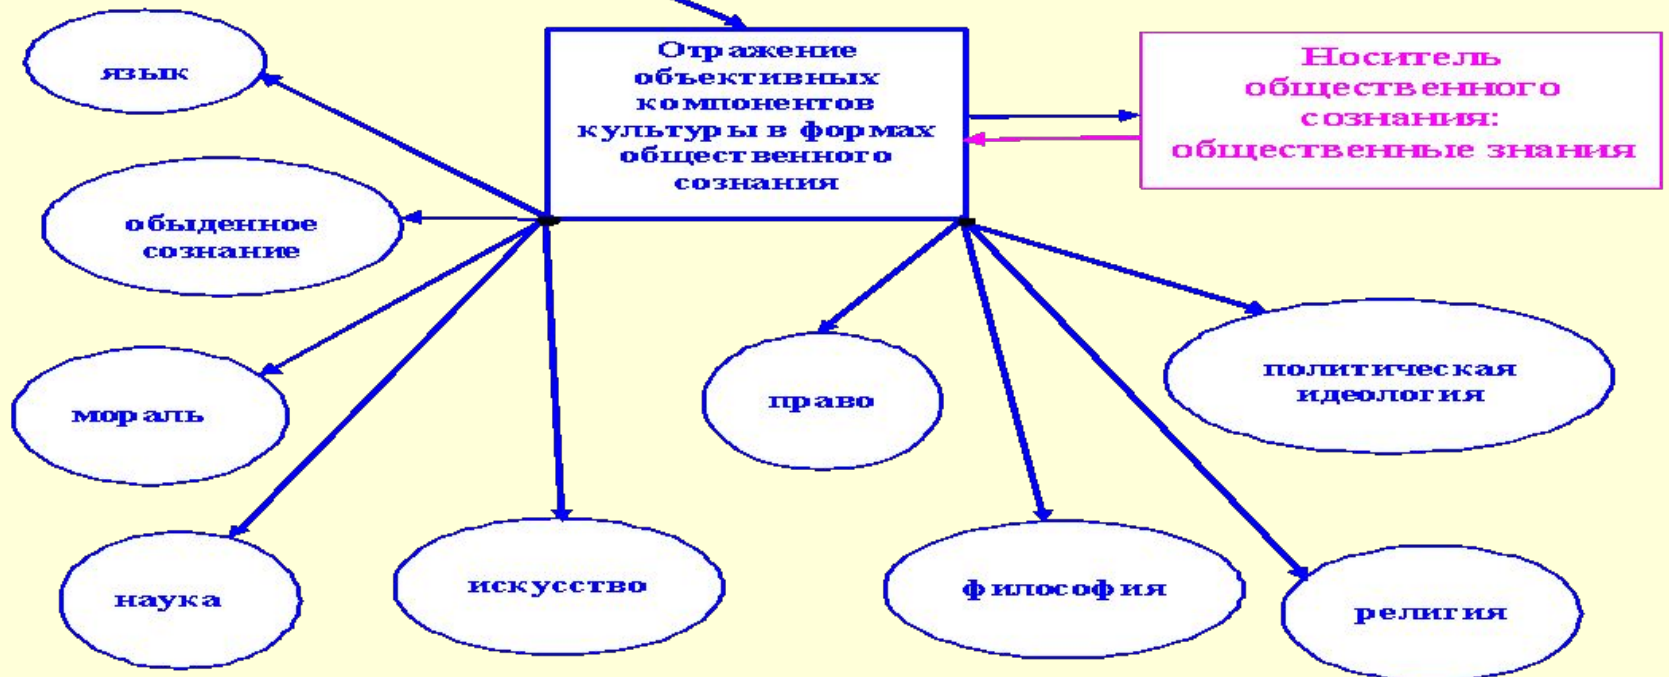 Отражение
объективных
компонентов
культуры в формах
общественного
сознания
Носитель
общественного
сознания:
общественные знания
язык
обыденное
сознание
мораль
наука
искусство
право
философия
политическая
идеология
религия